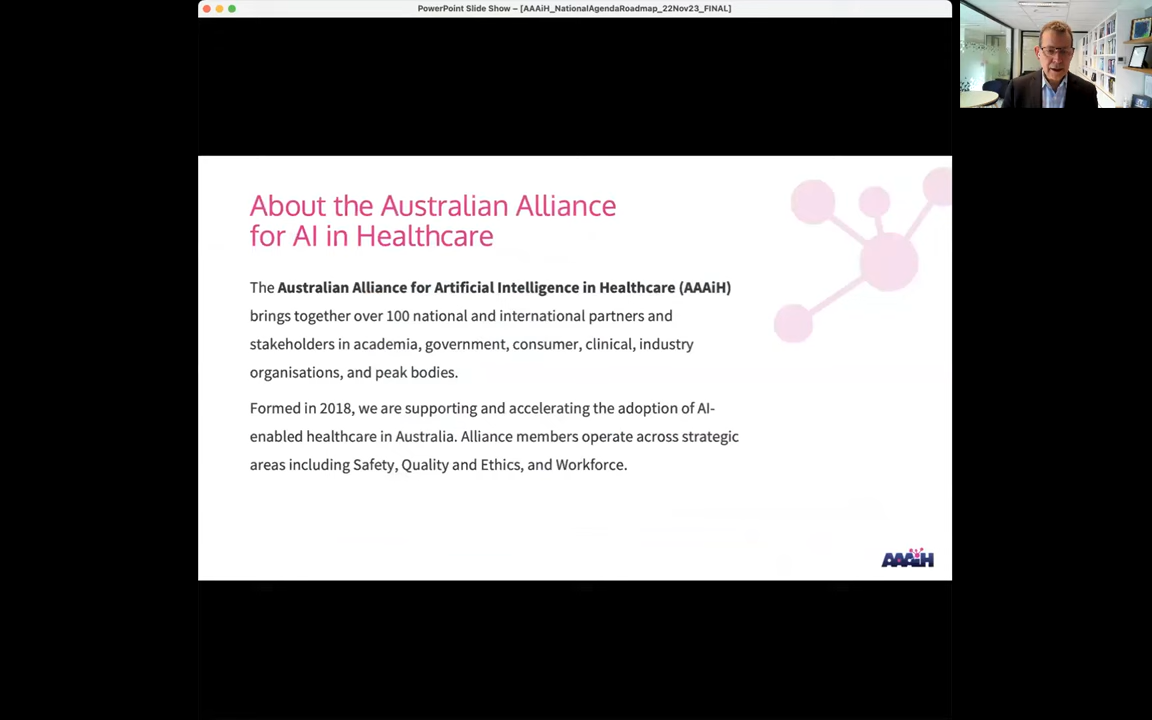 PowerPoint Slide Show – [AAAiH_NationalAgendaRoadmap_22Nov23_FINAL]
About the Australian Alliance
for AI in Healthcare
The Australian Alliance for Artificial Intelligence in Healthcare (AAAiH)
brings together over 100 national and international partners and
stakeholders in academia, government, consumer, clinical, industry
organisations, and peak bodies.
Formed in 2018, we are supporting and accelerating the adoption of AI-
enabled healthcare in Australia. Alliance members operate across strategic
areas including Safety, Quality and Ethics, and Workforce.
AAAiH